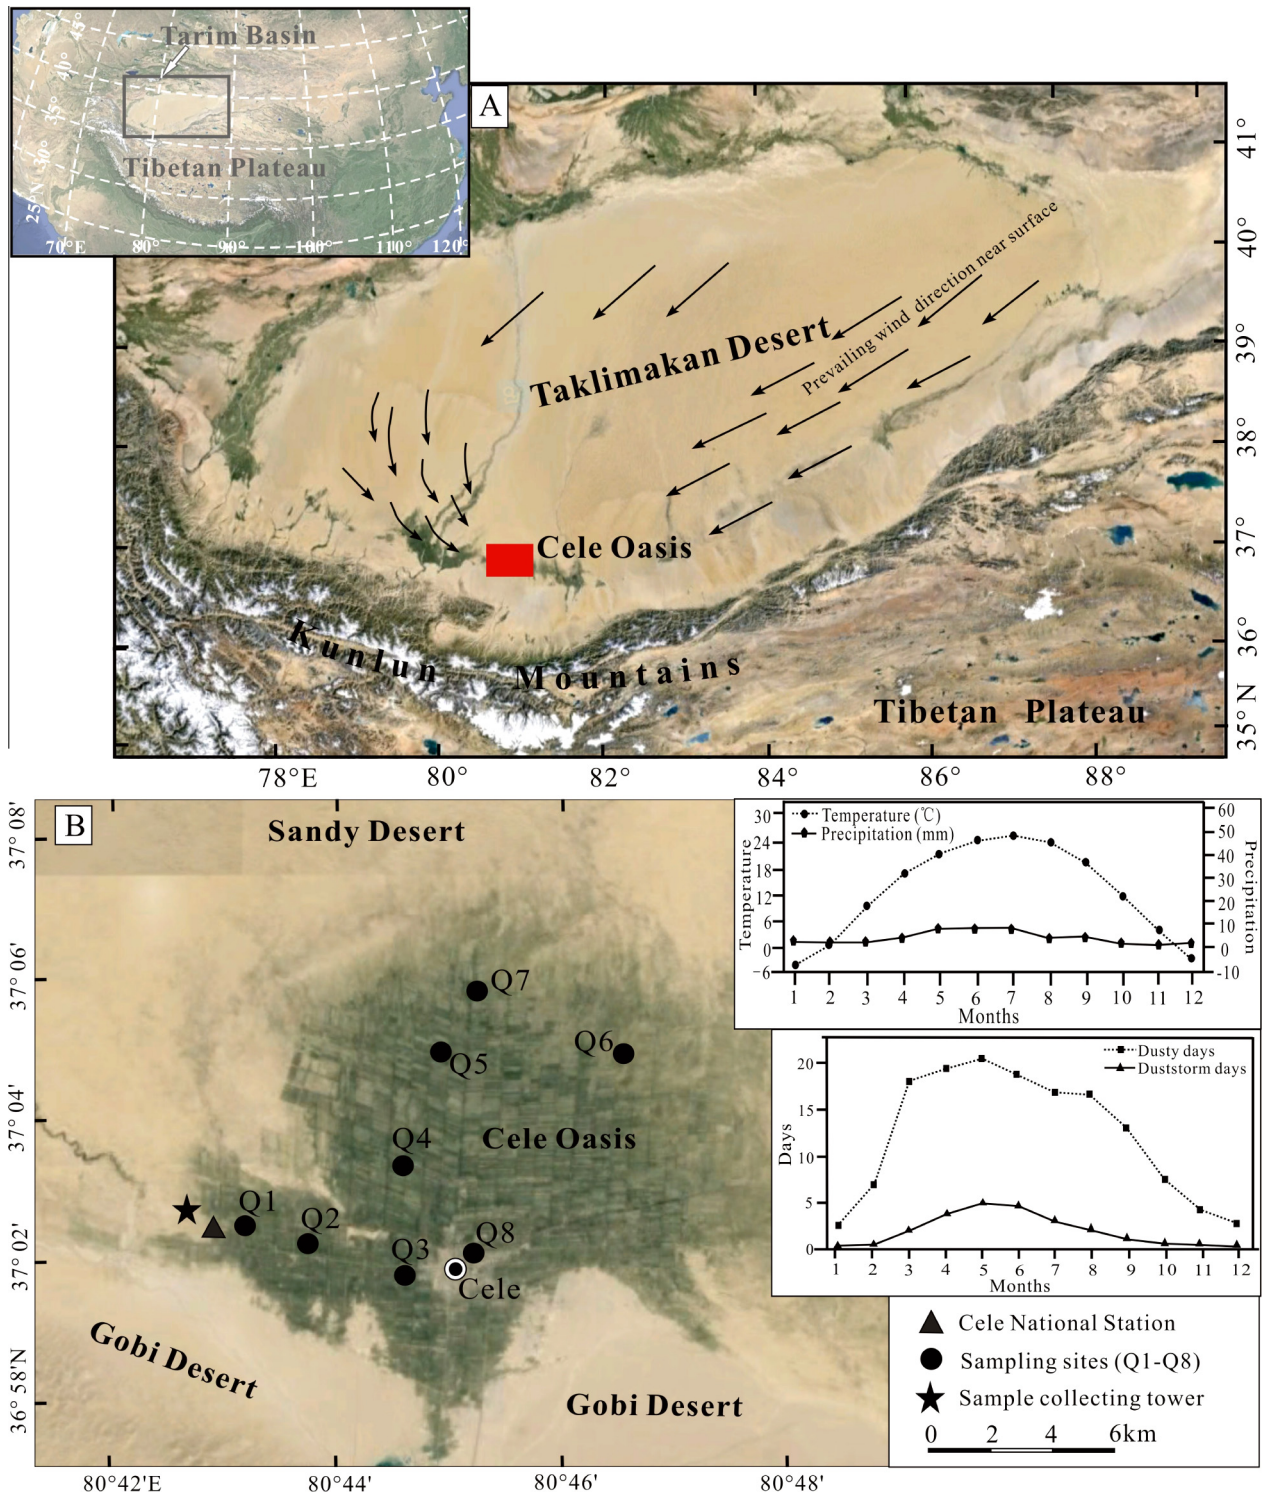 Tarim Basin
45°
40°
35°
30°
25°N
Tibetan Plateau
70°E
80°
90°
100°
110°
120°
A
41°
40°
39°
38°
37°
36°
35° N
Prevailing wind direction near surface
Taklimakan Desert
Cele Oasis
Kunlun Mountains
Tibetan Plateau
78°E
80°
82°
84°
86°
88°
B
37° 08'
37° 06'
37° 04'
37° 02'
36° 58'N
Sandy Desert
Q7
Q6
Q5
Q4
Cele Oasis
Q1
Q2
Q3
Q8
Cele
Gobi Desert
Gobi Desert
80°42'E
80°44'
80°46'
80°48'
Temperature (℃)
Precipitation (mm)
Temperature
30
24
18
12
6
0
−6
Precipitation
60
50
40
30
20
10
0
-10
1 2 3 4 5 6 7 8 9 10 11 12
Months
Dusty days
Duststorm days
Days
20
15
10
5
0
1 2 3 4 5 6 7 8 9 10 11 12
Months
Cele National Station
Sampling sites (Q1-Q8)
Sample collecting tower
0 2 4 6km